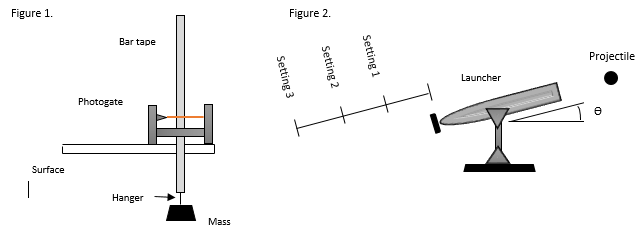 Figure 1.
Bar tape
Photogate
Surface
Hanger
Mass
Figure 2.
Setting 3
Setting 2
Setting 1
Launcher
Projectile
Θ